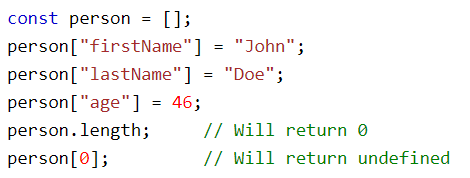 const person = [];
person["firstName"] = "John";
person["lastName"] = "Doe";
person["age"] = 46;
person.length;     // Will return 0
person[0];         // Will return undefined